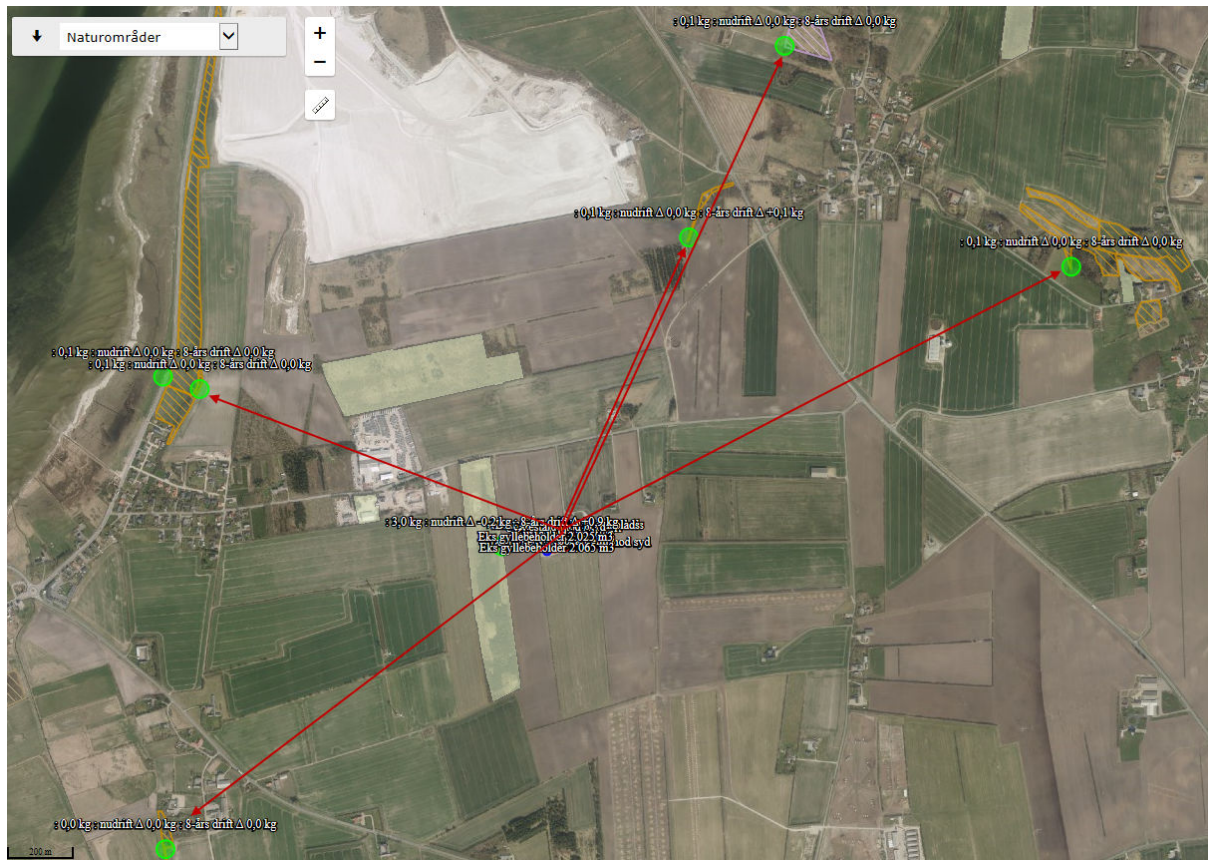 Naturområder
+
−
: 0,1 kg : nudrift Δ 0,0 kg : 8-års drift Δ 0,0 kg
: 0,1 kg : nudrift Δ 0,0 kg : 8-års drift Δ +0,1 kg
: 0,1 kg : nudrift Δ 0,0 kg : 8-års drift Δ 0,0 kg
: 0,1 kg : nudrift Δ 0,0 kg : 8-års drift Δ 0,0 kg
: 0,1 kg : nudrift Δ 0,0 kg : 8-års drift Δ 0,0 kg
: 3,0 kg : nudrift Δ -0,2 kg : 8-års drift Δ +0,9 kg
Eks gyllebeholder 2.025 m3
mod syd
Eks gyllebeholder 2.065 m3
: 0,0 kg : nudrift Δ 0,0 kg : 8-års drift Δ 0,0 kg
200 m